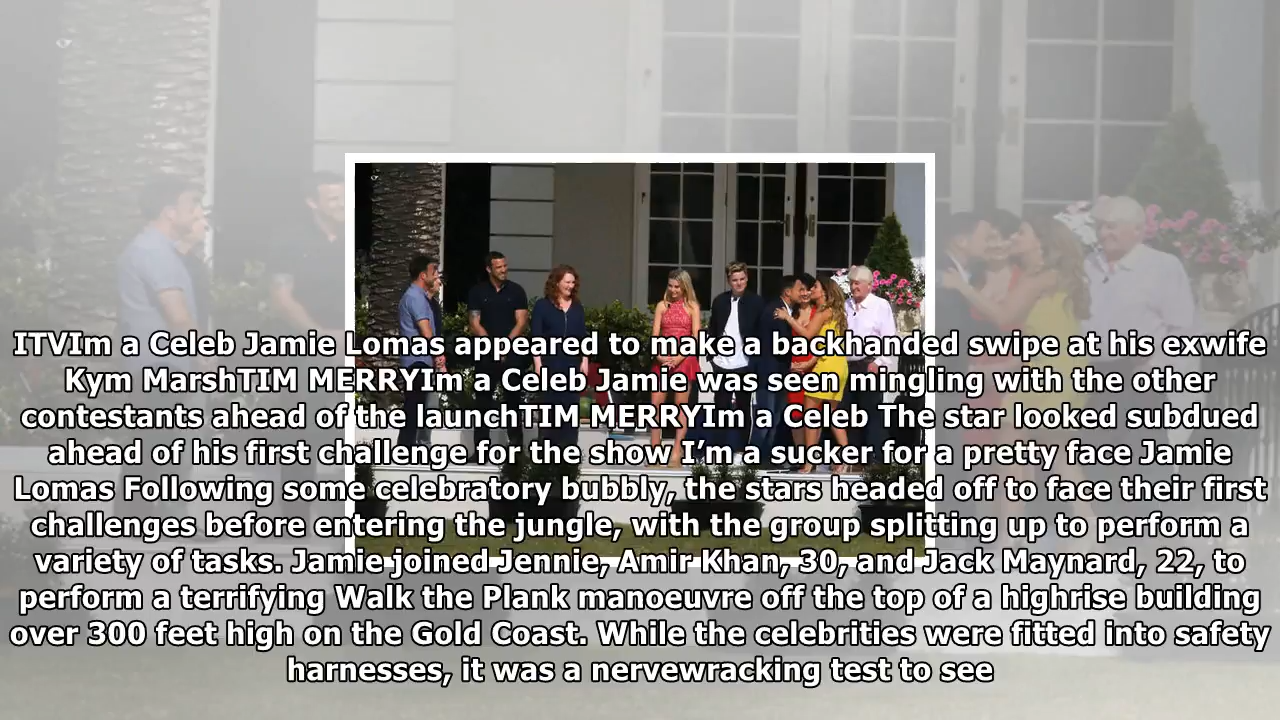 ITVIm a Celeb Jamie Lomas appeared to make a backhanded swipe at his exwife
Kym MarshTIM MERRYIm a Celeb Jamie was seen mingling with the other
contestants ahead of the launchTIM MERRYIm a Celeb The star looked subdued
ahead of his first challenge for the show I’m a sucker for a pretty face Jamie
Lomas Following some celebratory bubbly, the stars headed off to face their first
challenges before entering the jungle, with the group splitting up to perform a
variety of tasks. Jamie joined Jennie, Amir Khan, 30, and Jack Maynard, 22, to
perform a terrifying Walk the Plank manoeuvre off the top of a highrise building
over 300 feet high on the Gold Coast. While the celebrities were fitted into safety
harnesses, it was a nervewracking test to see